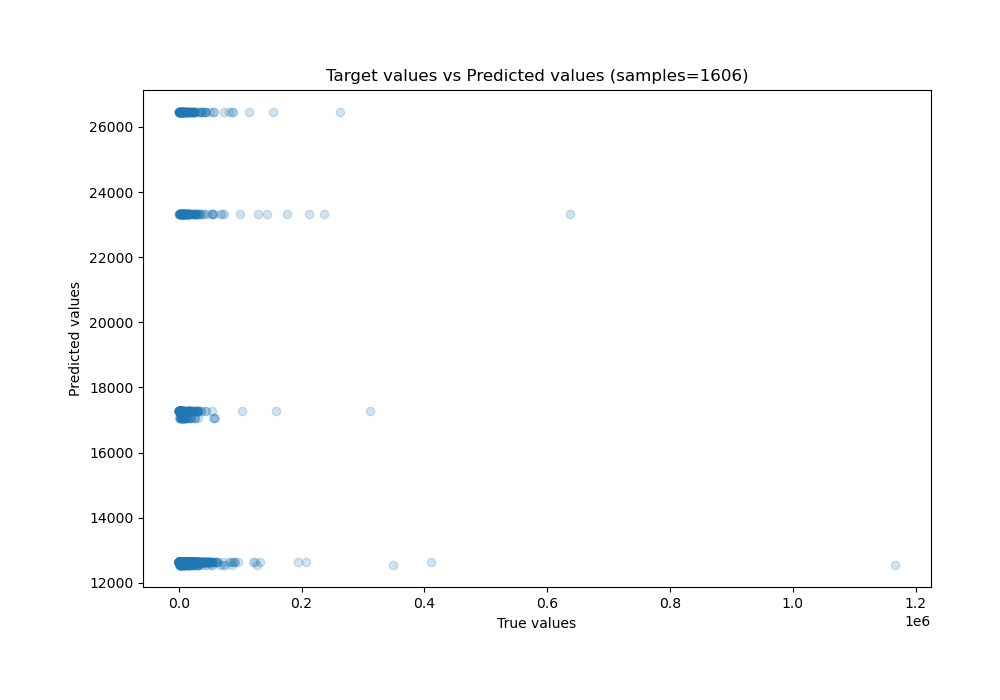 Target values vs Predicted values (samples=1606)
26000
24000
22000
20000
18000
16000
14000
12000
Predicted values
0.0 0.2 0.4 0.6 0.8 1.0 1.2
1e6
True values